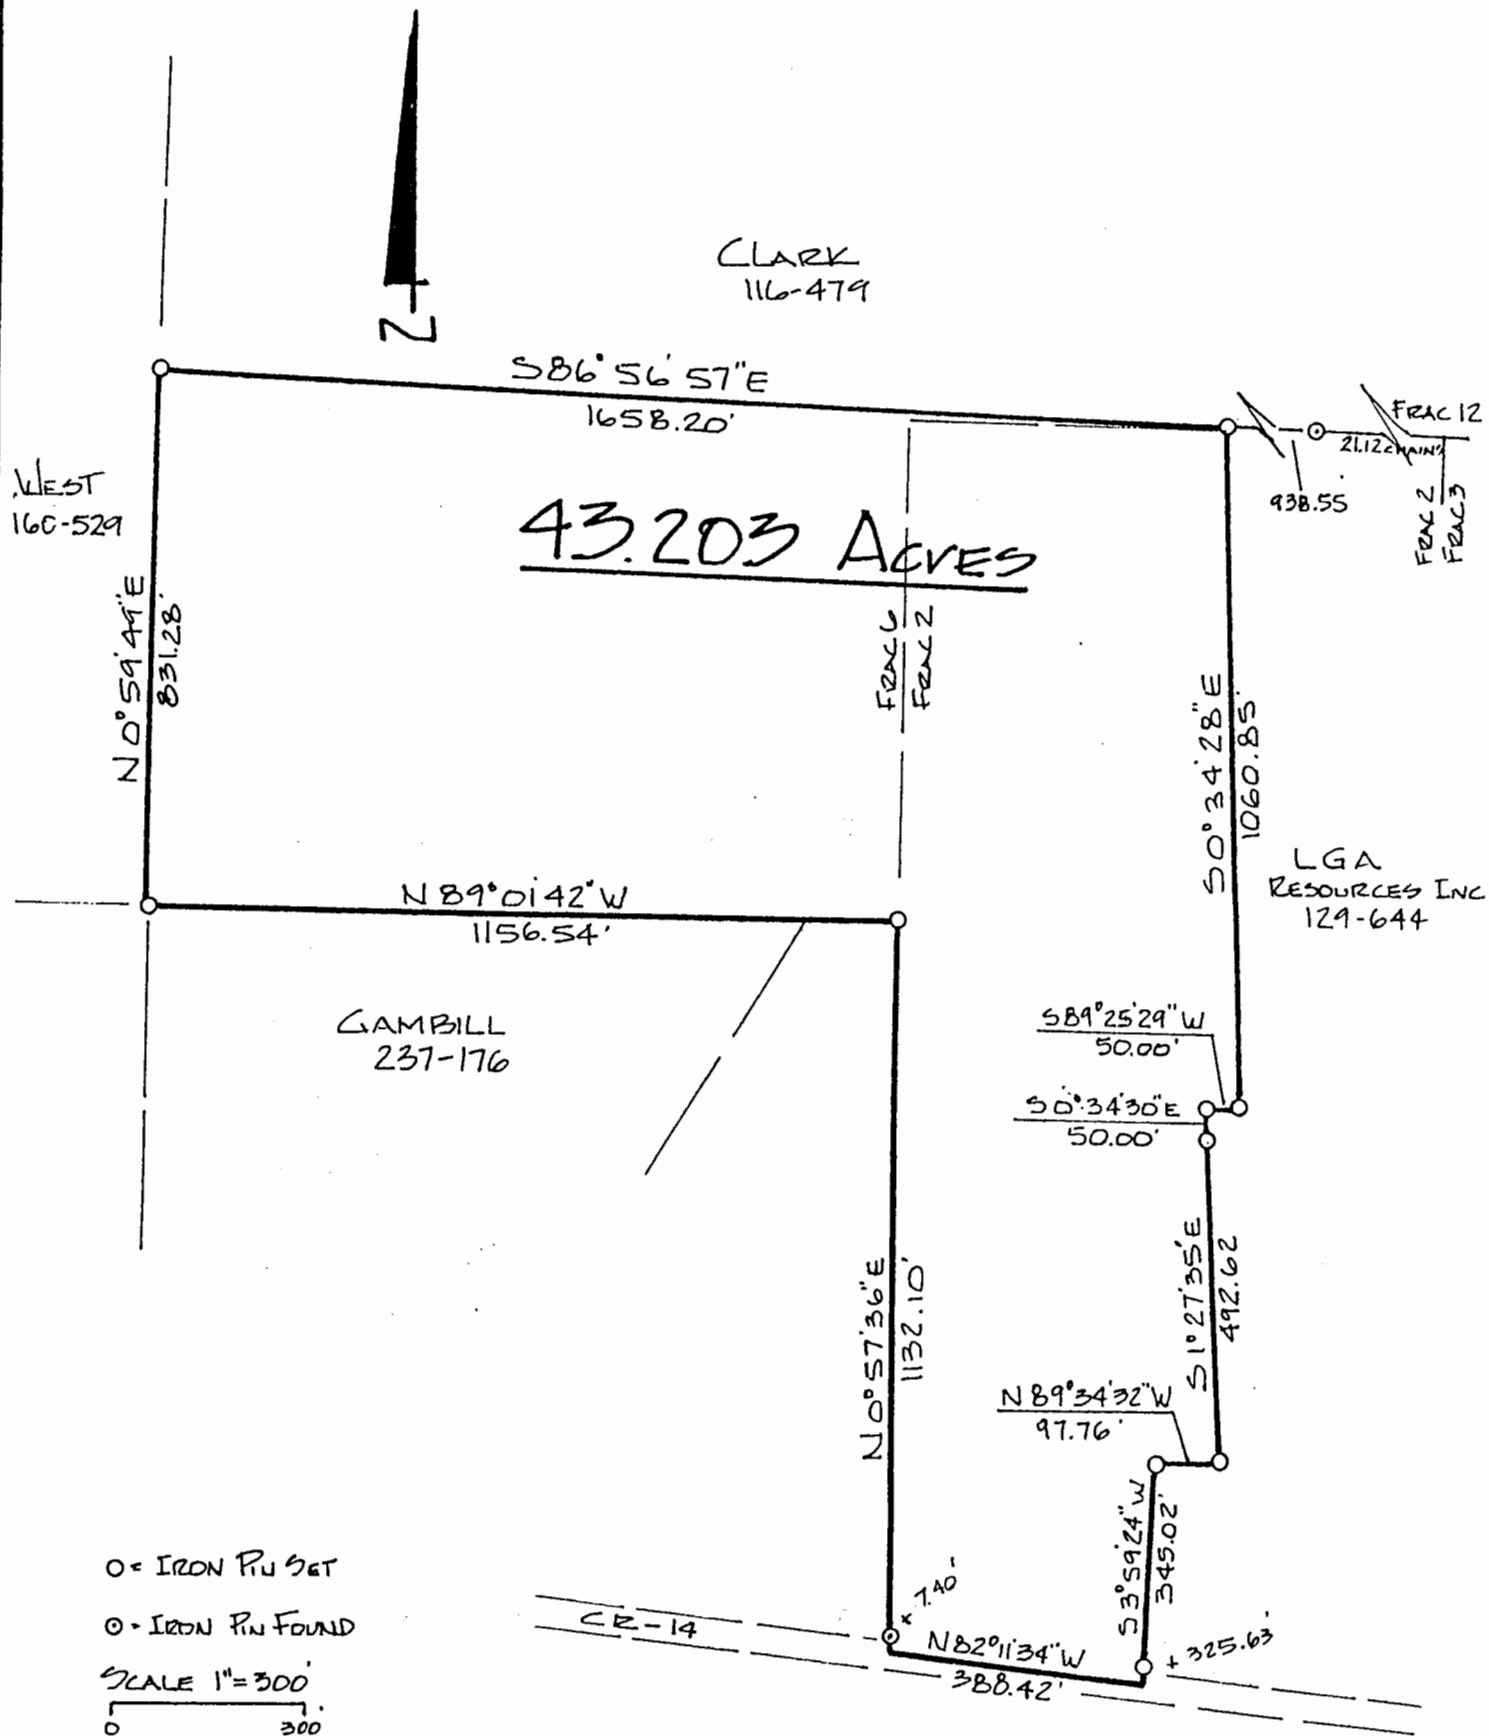 N
CLARK
116-479
S86°56'57"E
1658.20'
FRAC 12
21.12 CHAINS
938.55
FRAC 2
FRAC 3
WEST
160-529
43.203 ACRES
N 0°59'49"E
831.28'
FRAC 6
FRAC 2
S0°34'28"E
1060.85'
LGA
RESOURCES INC
129-644
N 89°01'42"W
1156.54'
GAMBILL
237-176
S89°25'29"W
50.00'
S0°34'30"E
50.00'
S1°27'35"E
492.62
N0°57'36"E
1132.10'
N89°34'32"W
97.76'
S3°59'24"W
345.02'
7.40'
CR-14
N82°11'34"W
388.42'
+ 325.63'
O = IRON PIN SET
⊙ - IRON PIN FOUND
SCALE 1"=300'
0 300'